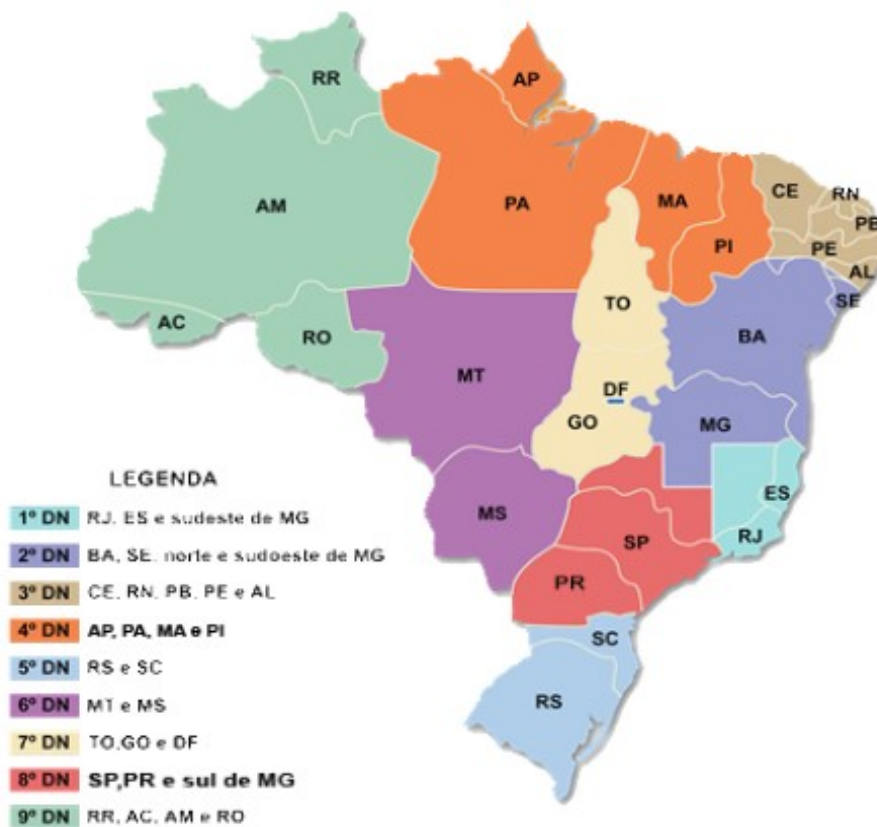 RR
AP
AM
PA
MA
CE
RN
PB
PI
PE
AL
SE
AC
RO
TO
BA
MT
DF
GO
MG
ES
MS
SP
RJ
PR
SC
RS
LEGENDA
1º DN RJ, ES e sudeste de MG
2º DN BA, SE, norte e sudoeste de MG
3º DN CE, RN, PB, PE e AL
4º DN AP, PA, MA e PI
5º DN RS e SC
6º DN MT e MS
7º DN TO,GO e DF
8º DN SP,PR e sul de MG
9º DN RR, AC, AM e RO